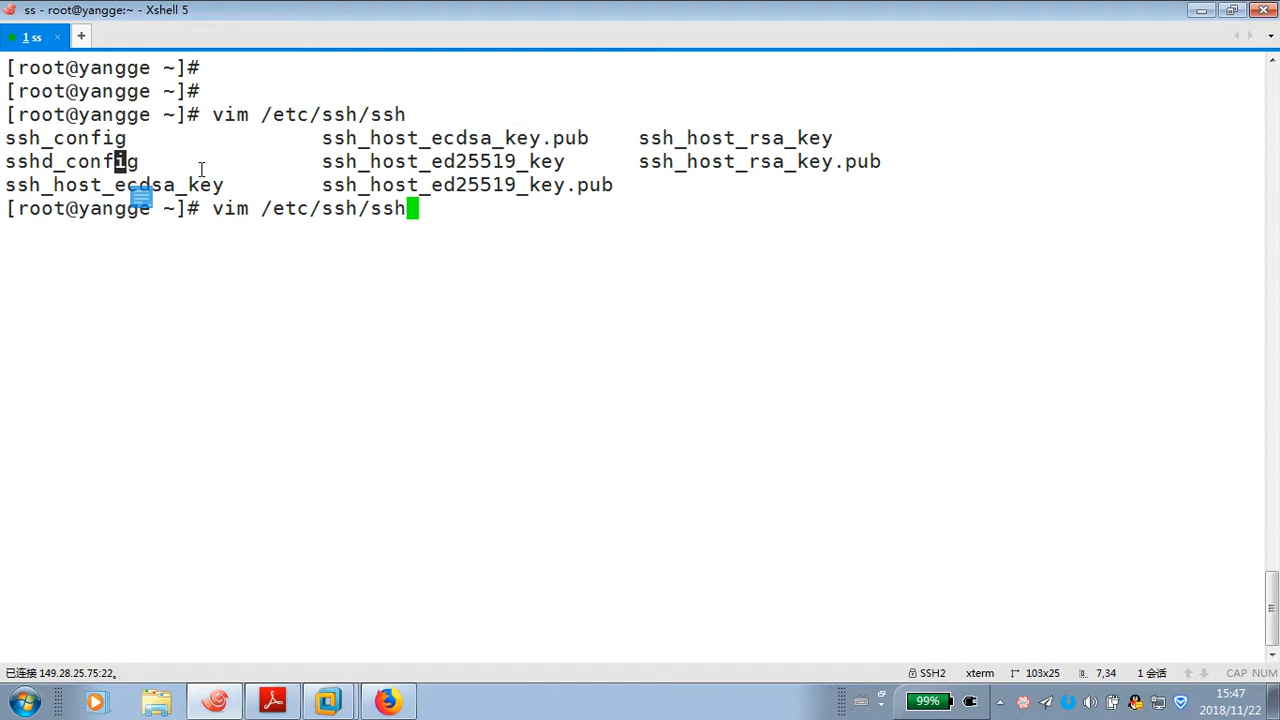 ss - root@yangge:~ - Xshell 5
1 ss × +
[root@yangge ~]#
[root@yangge ~]#
[root@yangge ~]# vim /etc/ssh/ssh
ssh_config ssh_host_ecdsa_key.pub ssh_host_rsa_key
sshd_config ssh_host_ed25519_key ssh_host_rsa_key.pub
ssh_host_ecdsa_key ssh_host_ed25519_key.pub
[root@yangge ~]# vim /etc/ssh/ssh
已连接 149.28.25.75:22。 SSH2 xterm 103x25 7,34 1 会话 CAP NUM
99% 15:47
2018/11/22